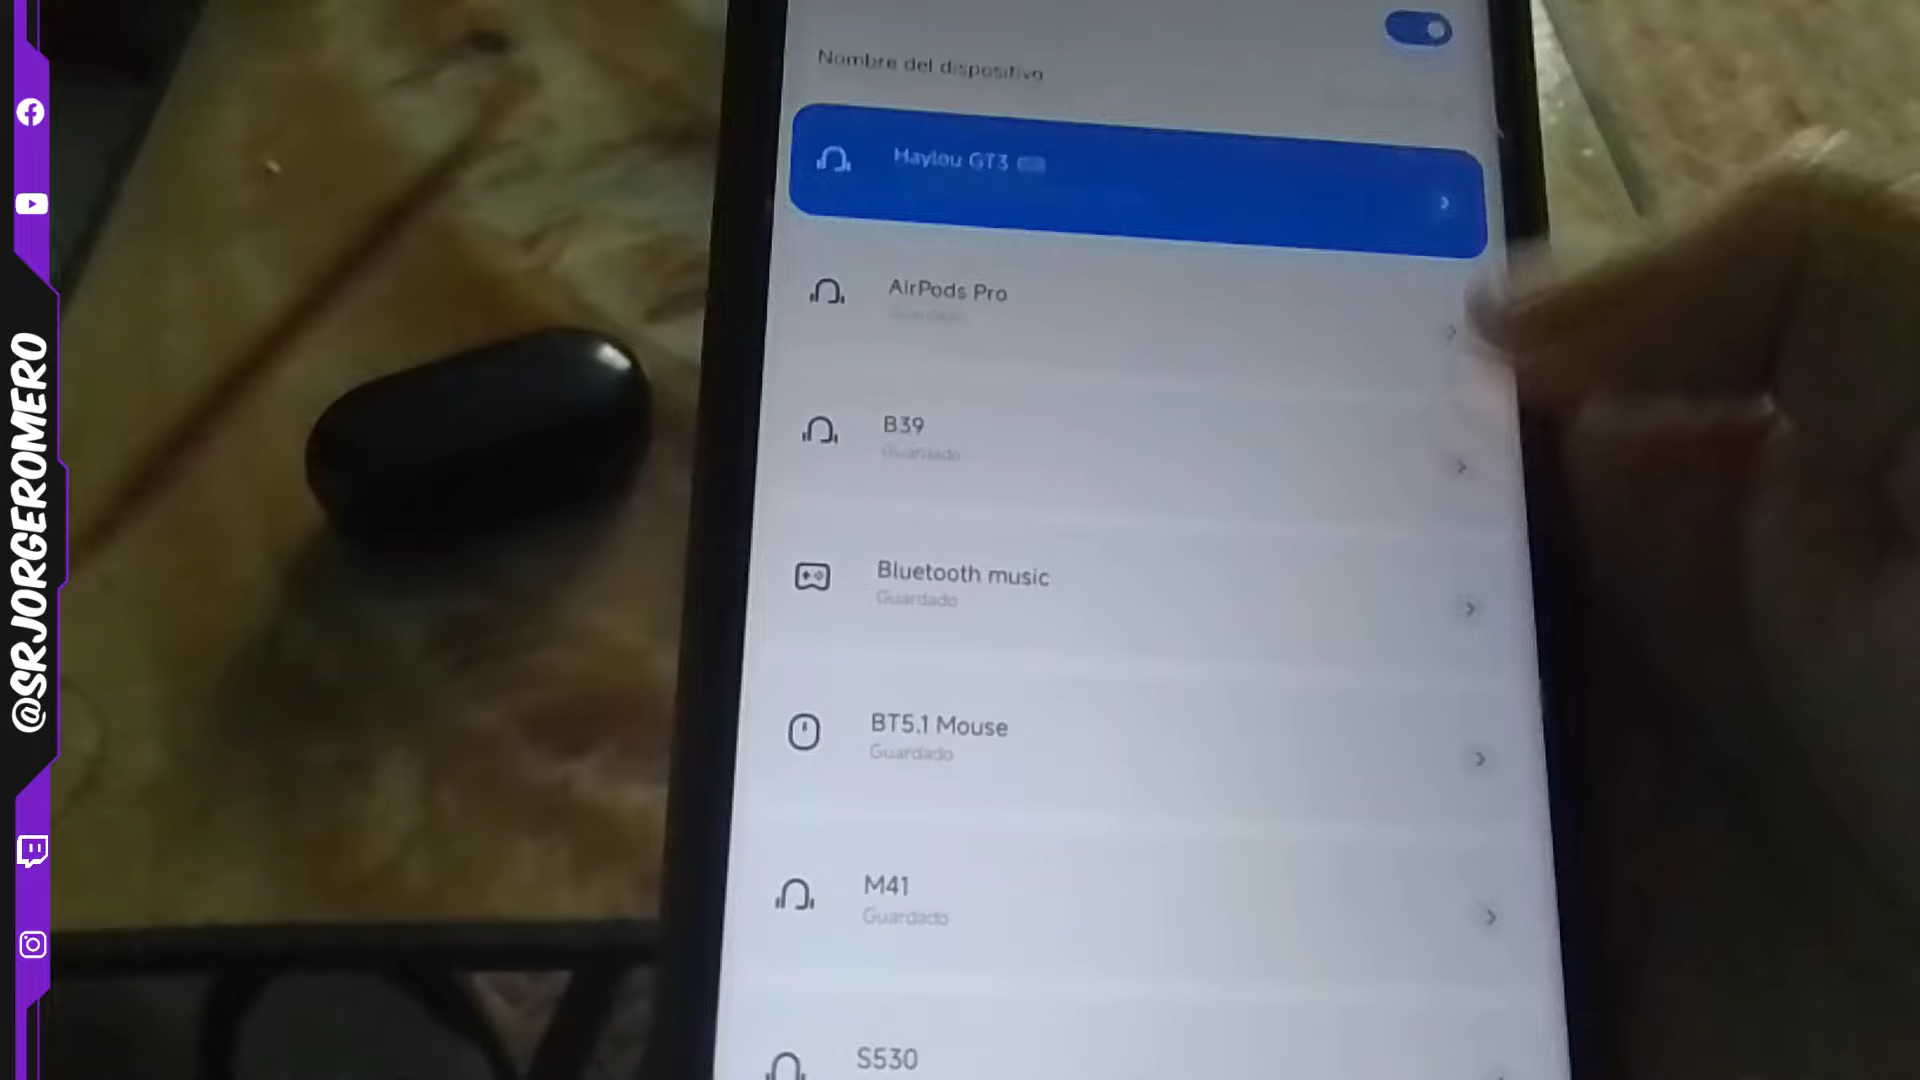 @SRJORGEROMERO
Nombre del dispositivo
Haylou GT3
AirPods Pro
Guardado
B39
Guardado
Bluetooth music
Guardado
BT5.1 Mouse
Guardado
M41
Guardado
S530